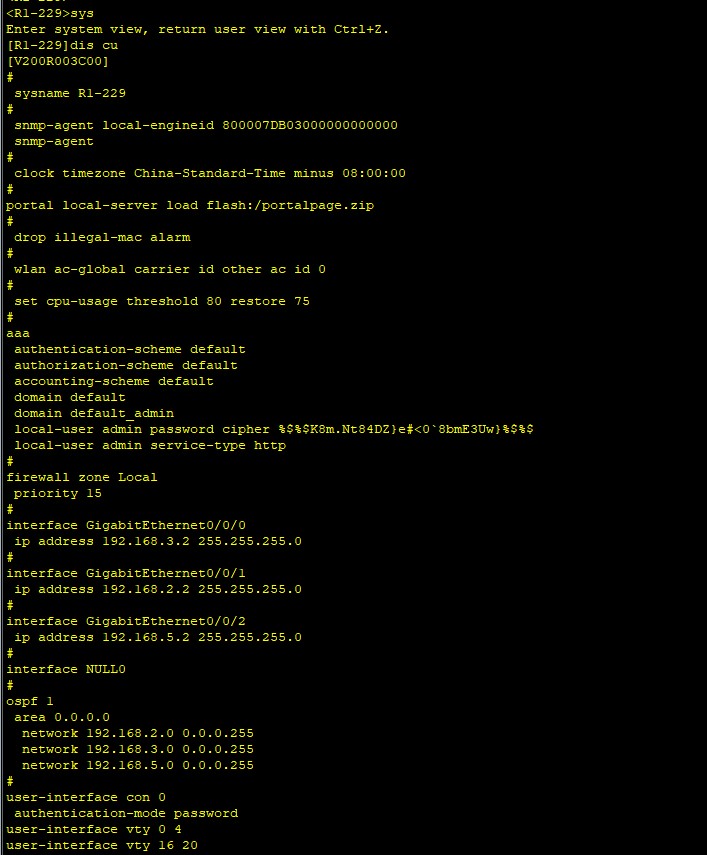 <R1-229>sys
Enter system view, return user view with Ctrl+Z.
[R1-229]dis cu
[V200R003C00]
#
 sysname R1-229
#
 snmp-agent local-engineid 800007DB03000000000000
 snmp-agent
#
 clock timezone China-Standard-Time minus 08:00:00
#
portal local-server load flash:/portalpage.zip
#
 drop illegal-mac alarm
#
 wlan ac-global carrier id other ac id 0
#
 set cpu-usage threshold 80 restore 75
#
aaa
 authentication-scheme default
 authorization-scheme default
 accounting-scheme default
 domain default
 domain default_admin
 local-user admin password cipher %$%$K8m.Nt84DZ}e#<0`8bmE3Uw}%$%$
 local-user admin service-type http
#
firewall zone Local
 priority 15
#
interface GigabitEthernet0/0/0
 ip address 192.168.3.2 255.255.255.0
#
interface GigabitEthernet0/0/1
 ip address 192.168.2.2 255.255.255.0
#
interface GigabitEthernet0/0/2
 ip address 192.168.5.2 255.255.255.0
#
interface NULL0
#
ospf 1
 area 0.0.0.0
  network 192.168.2.0 0.0.0.255
  network 192.168.3.0 0.0.0.255
  network 192.168.5.0 0.0.0.255
#
user-interface con 0
 authentication-mode password
user-interface vty 0 4
user-interface vty 16 20